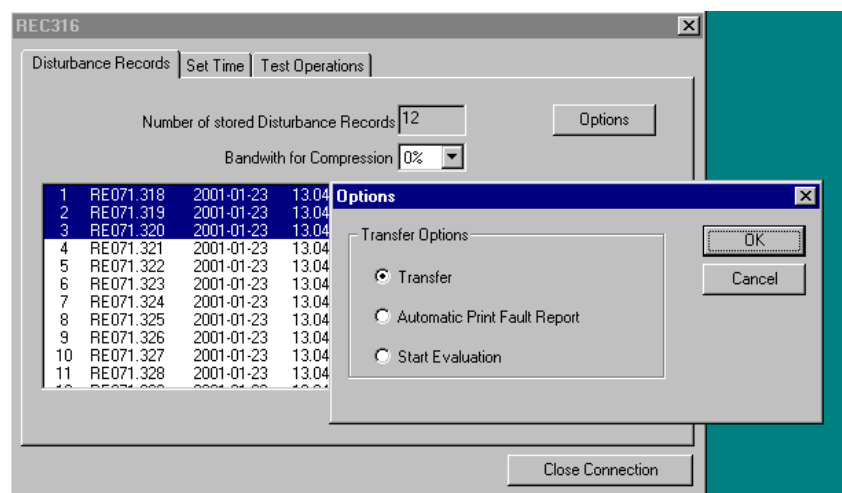 REC316
Disturbance Records Set Time Test Operations
Number of stored Disturbance Records 12 Options
Bandwith for Compression 0%
1 RE071.318 2001-01-23 13.04
2 RE071.319 2001-01-23 13.04
3 RE071.320 2001-01-23 13.04
4 RE071.321 2001-01-23 13.04
5 RE071.322 2001-01-23 13.04
6 RE071.323 2001-01-23 13.04
7 RE071.324 2001-01-23 13.04
8 RE071.325 2001-01-23 13.04
9 RE071.326 2001-01-23 13.04
10 RE071.327 2001-01-23 13.04
11 RE071.328 2001-01-23 13.04
Options
Transfer Options
OK
Transfer
Cancel
Automatic Print Fault Report
Start Evaluation
Close Connection